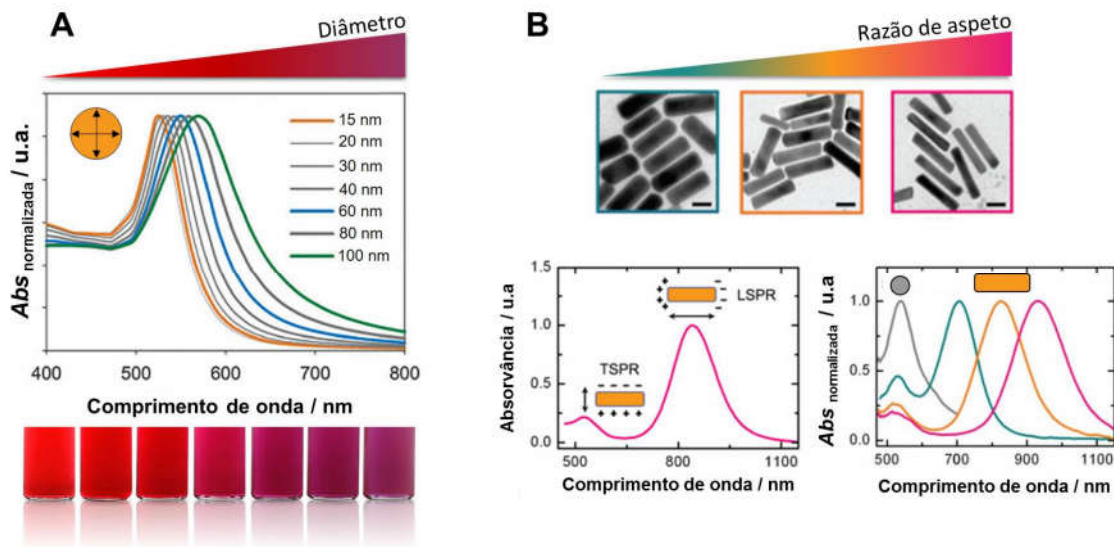 A
Diâmetro
Abs normalizada / u.a.
15 nm
20 nm
30 nm
40 nm
60 nm
80 nm
100 nm
400 500 600 700 800
Comprimento de onda / nm
B
Razão de aspeto
Absorvância / u.a
1.5
1.0
0.5
0.0
LSPR
TSPR
500 800 1100
Comprimento de onda / nm
Abs normalizada / u.a
1.0
0.75
0.5
0.25
0
500 700 900 1100
Comprimento de onda / nm